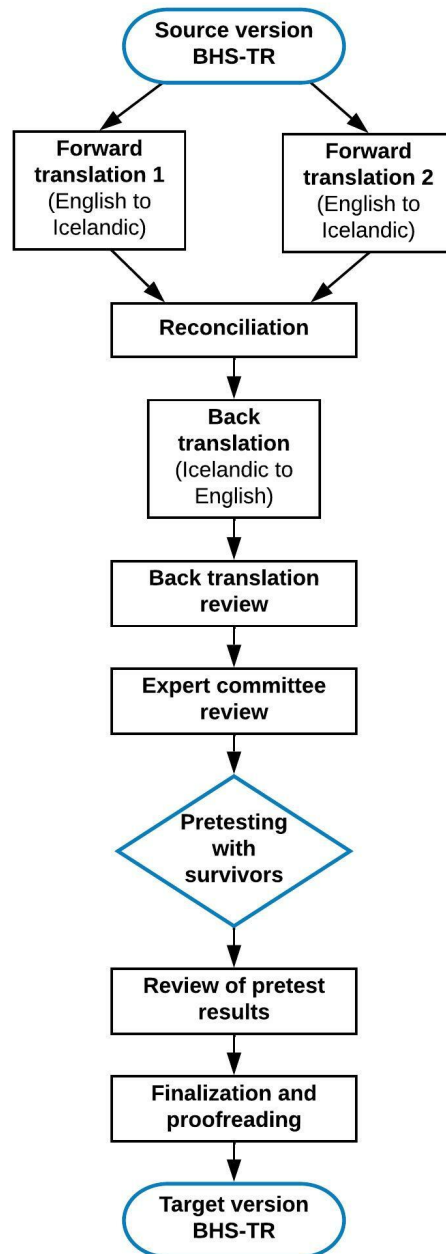 Source version
BHS-TR
Forward
translation 1
(English to
Icelandic)
Forward
translation 2
(English to
Icelandic)
Reconciliation
Back
translation
(Icelandic to
English)
Back translation
review
Expert committee
review
Pretesting
with
survivors
Review of pretest
results
Finalization and
proofreading
Target version
BHS-TR